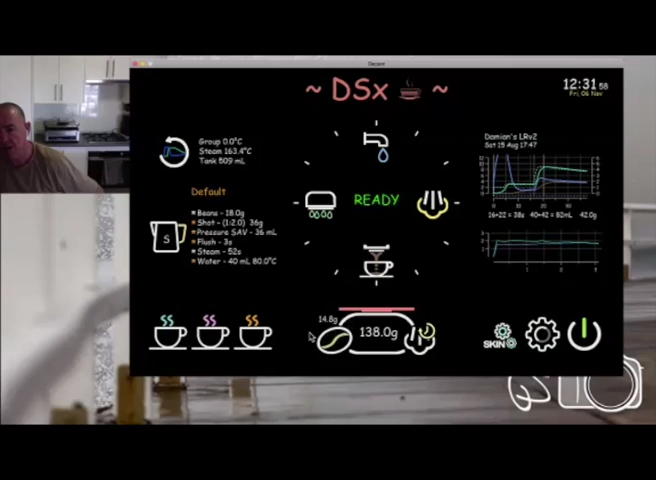 Decent
~ DSx ~
12:31 58
Fri, 06 Nov
Group 0.0°C
Steam 163.4°C
Tank 509 mL
Damian's LRv2
Sat 15 Aug 17:47
Default
Beans - 18.0g
Shot - (1:2.0) 36g
Pressure SAV - 36 mL
Flush - 3s
Steam - 52s
Water - 40 mL 80.0°C
S
READY
16+22 = 38s 40+42 = 82mL 42.0g
14.8g
138.0g
SKIN